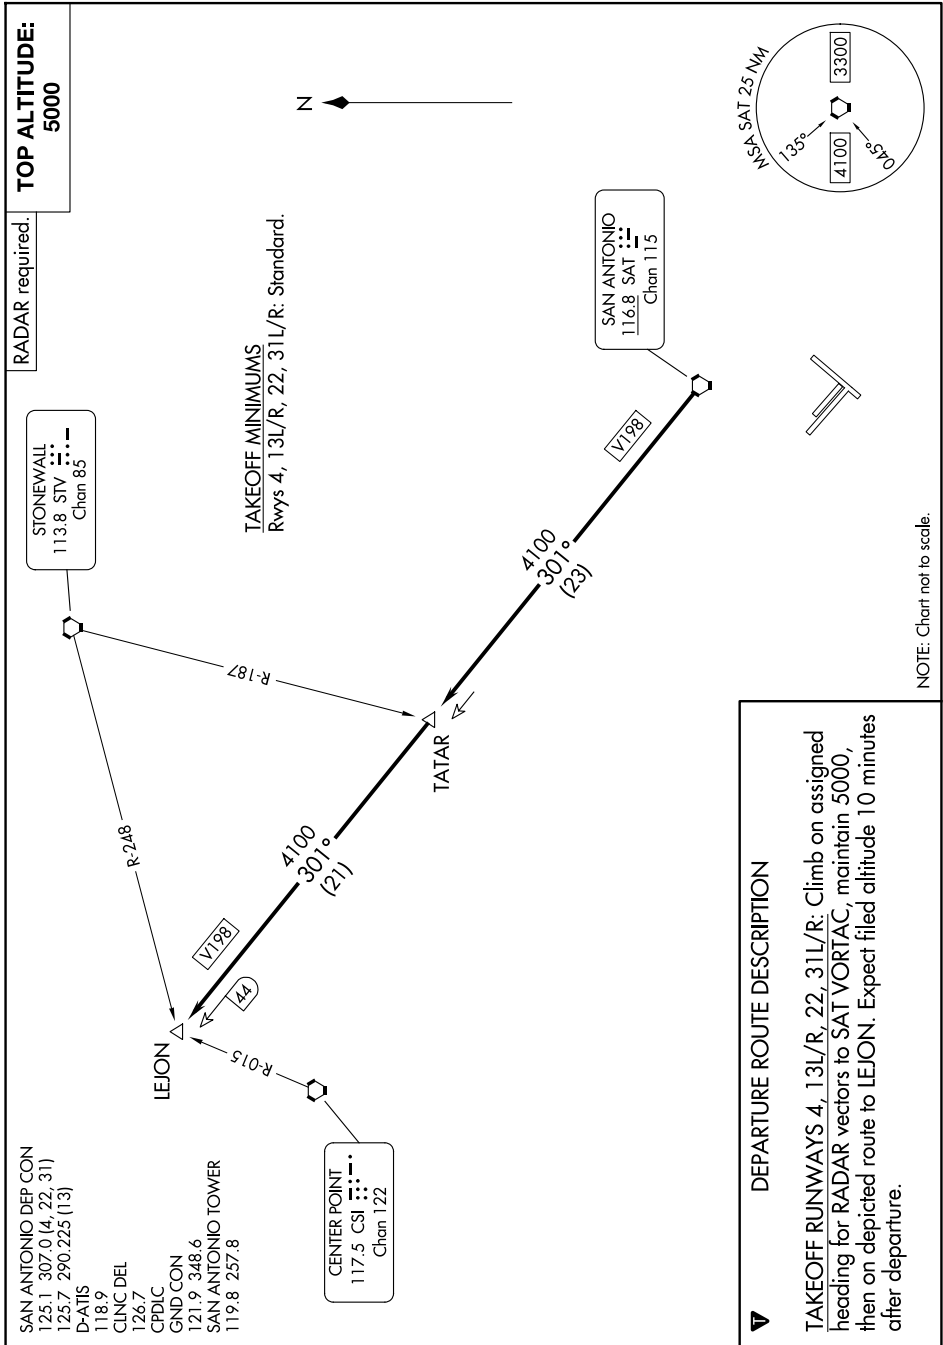 SAN ANTONIO DEP CON
125.1 307.0 (4, 22, 31)
125.7 290.225 (13)
D-ATIS
118.9
CLNC DEL
126.7
CPDLC
GND CON
121.9 348.6
SAN ANTONIO TOWER
119.8 257.8
RADAR required.
TOP ALTITUDE:
5000
STONEWALL
113.8 STV
Chan 85
N
TAKEOFF MINIMUMS
Rwys 4, 13L/R, 22, 31L/R: Standard.
R-248
R-187
LEJON
R-015
44
V198
4100
301°
(21)
TATAR
4100
301°
(23)
V198
CENTER POINT
117.5 CSI
Chan 122
SAN ANTONIO
116.8 SAT
Chan 115
MSA SAT 25 NM
135°
045°
4100
3300
NOTE: Chart not to scale.
T
DEPARTURE ROUTE DESCRIPTION
TAKEOFF RUNWAYS 4, 13L/R, 22, 31L/R: Climb on assigned
heading for RADAR vectors to SAT VORTAC, maintain 5000,
then on depicted route to LEJON. Expect filed altitude 10 minutes
after departure.